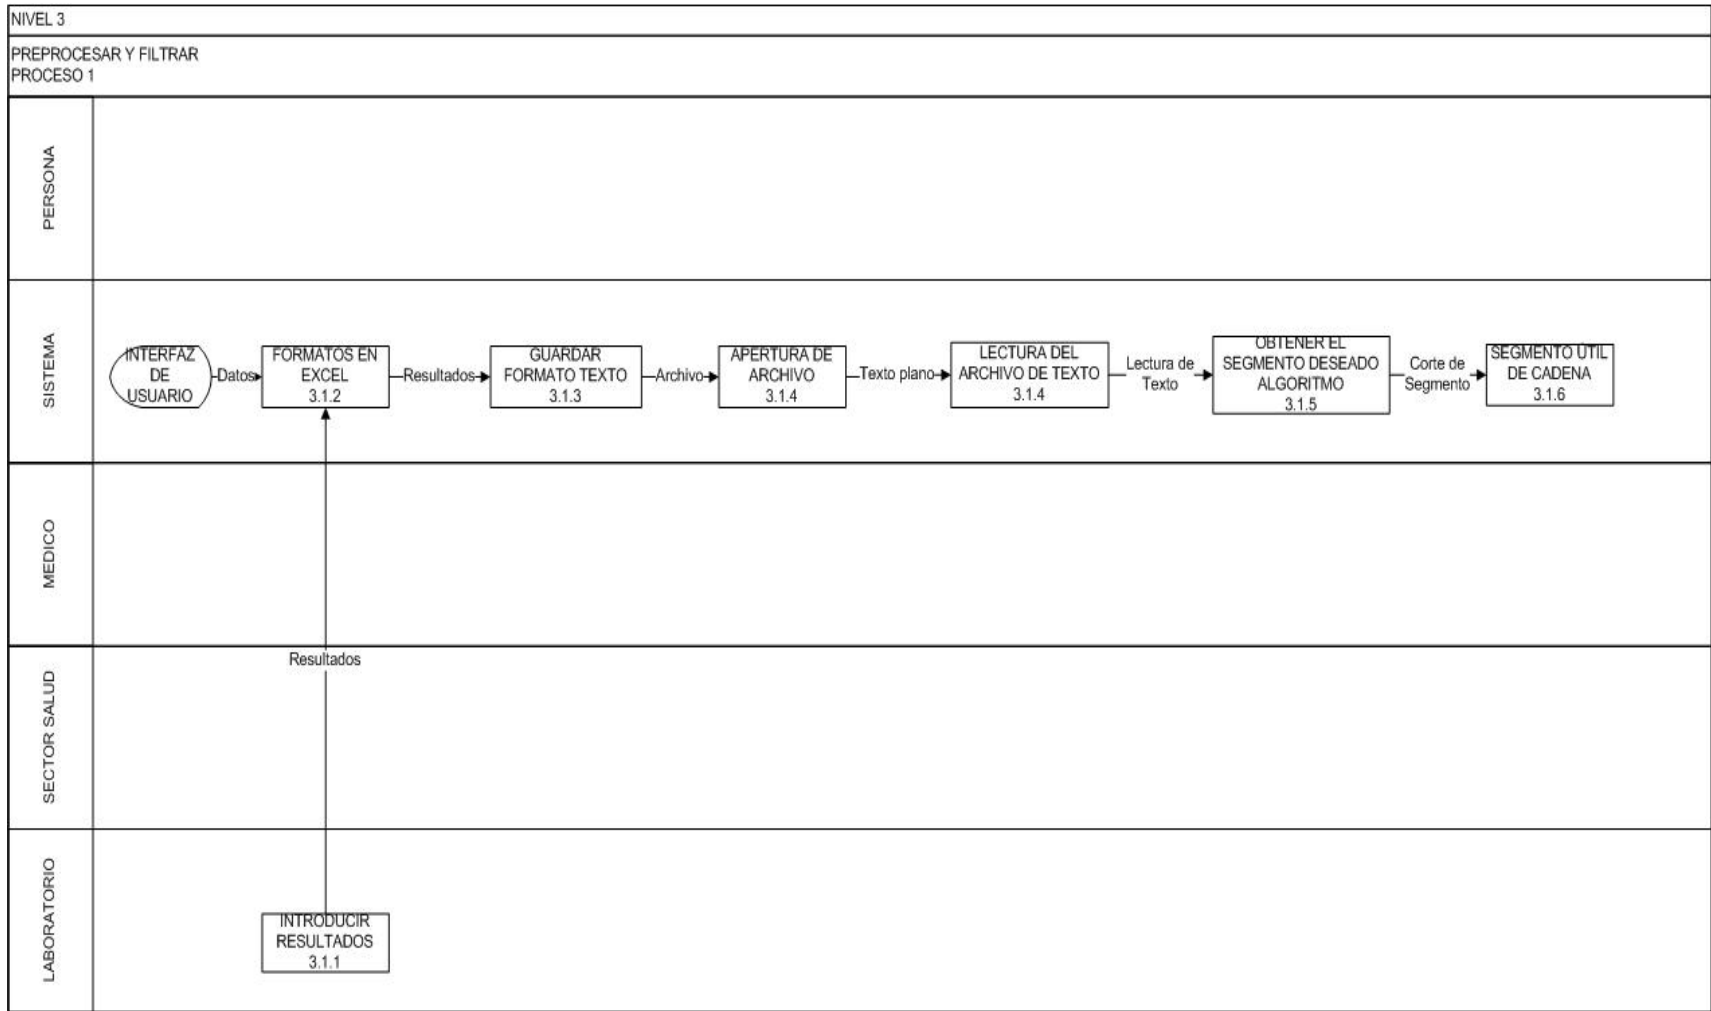 NIVEL 3
PREPROCESAR Y FILTRAR
PROCESO 1
PERSONA
SISTEMA
INTERFAZ
DE
USUARIO
Datos
FORMATOS EN
EXCEL
3.1.2
Resultados
GUARDAR
FORMATO TEXTO
3.1.3
Archivo
APERTURA DE
ARCHIVO
3.1.4
Texto plano
LECTURA DEL
ARCHIVO DE TEXTO
3.1.4
Lectura de
Texto
OBTENER EL
SEGMENTO DESEADO
ALGORITMO
3.1.5
Corte de
Segmento
SEGMENTO ÚTIL
DE CADENA
3.1.6
MEDICO
SECTOR SALUD
Resultados
LABORATORIO
INTRODUCIR
RESULTADOS
3.1.1